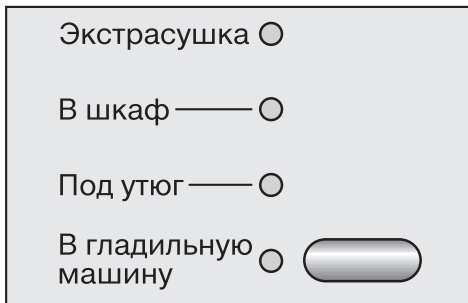 Экстрасушка
В шкаф
Под утюг
В гладильную
машину